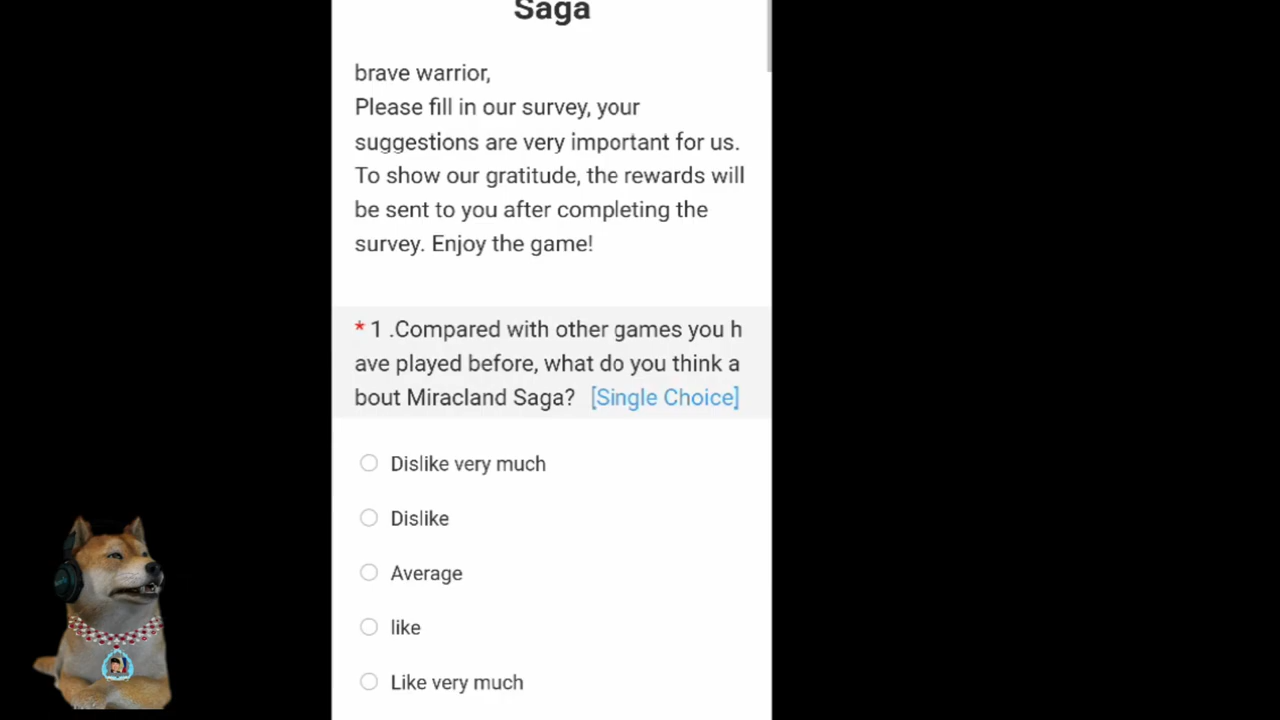 Saga
brave warrior,
Please fill in our survey, your
suggestions are very important for us.
To show our gratitude, the rewards will
be sent to you after completing the
survey. Enjoy the game!
* 1 .Compared with other games you h
ave played before, what do you think a
bout Miracland Saga? [Single Choice]
Dislike very much
Dislike
Average
like
Like very much